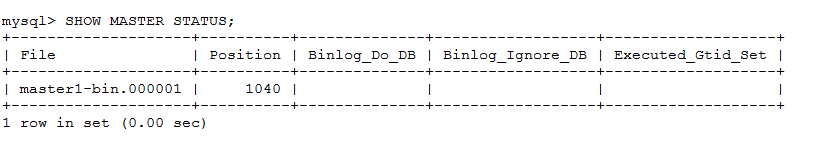 mysql> SHOW MASTER STATUS;
+--------------------+----------+--------------+------------------+-------------------+
| File               | Position | Binlog_Do_DB | Binlog_Ignore_DB | Executed_Gtid_Set |
+--------------------+----------+--------------+------------------+-------------------+
| master1-bin.000001 |     1040 |              |                  |                   |
+--------------------+----------+--------------+------------------+-------------------+
1 row in set (0.00 sec)